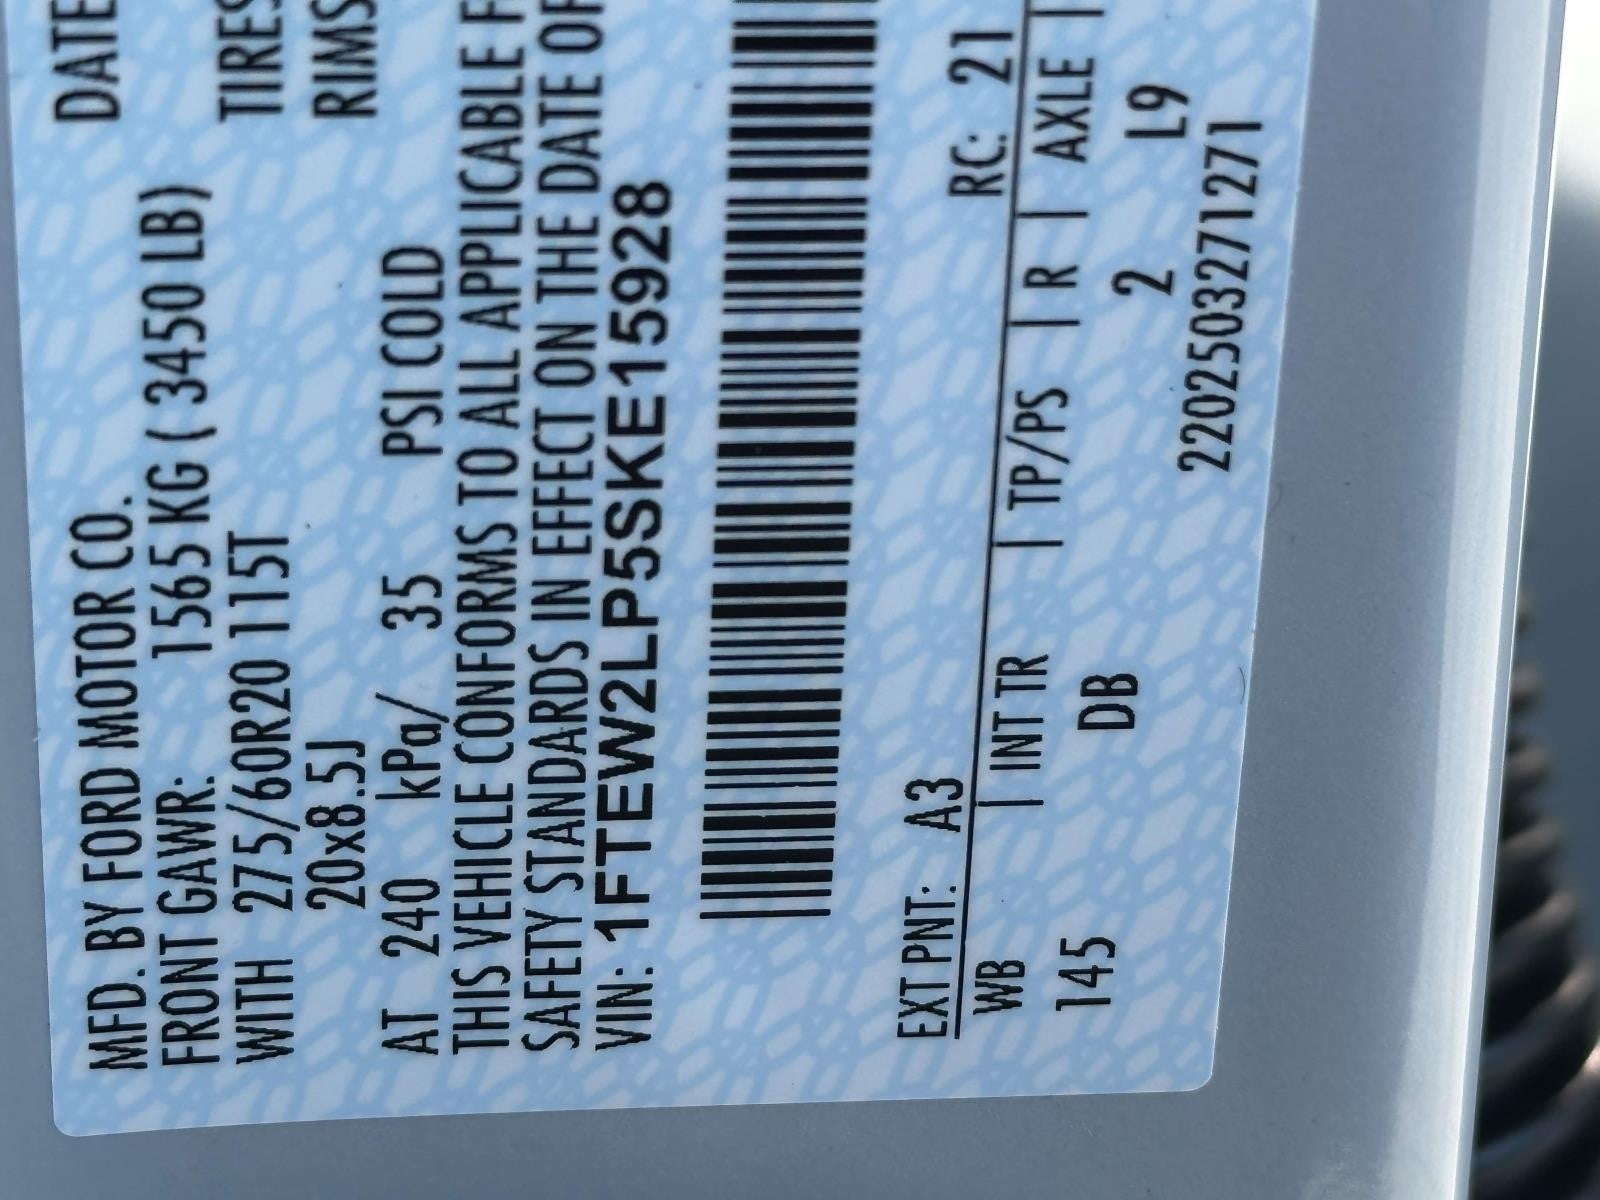 MFD. BY FORD MOTOR CO. DATE
FRONT GAWR: 1565 KG ( 3450 LB)
WITH 275/60R20 115T TIRES
20x8.5J RIMS
AT 240 kPa/ 35 PSI COLD
THIS VEHICLE CONFORMS TO ALL APPLICABLE F
SAFETY STANDARDS IN EFFECT ON THE DATE OF
VIN: 1FTEW2LP5SKE15928
EXT PNT: A3 RC: 21
WB | INT TR | TP/PS | R | AXLE |
145 DB 2 L9
22025032712​71